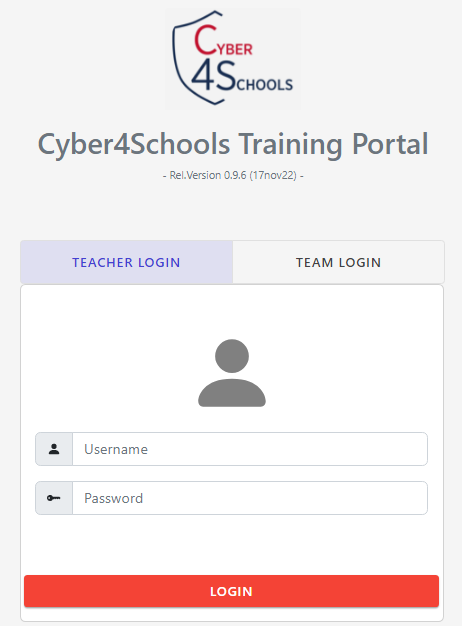 CYBER
4SCHOOLS
Cyber4Schools Training Portal
- Rel.Version 0.9.6 (17nov22) -
TEACHER LOGIN TEAM LOGIN
Username
Password
LOGIN